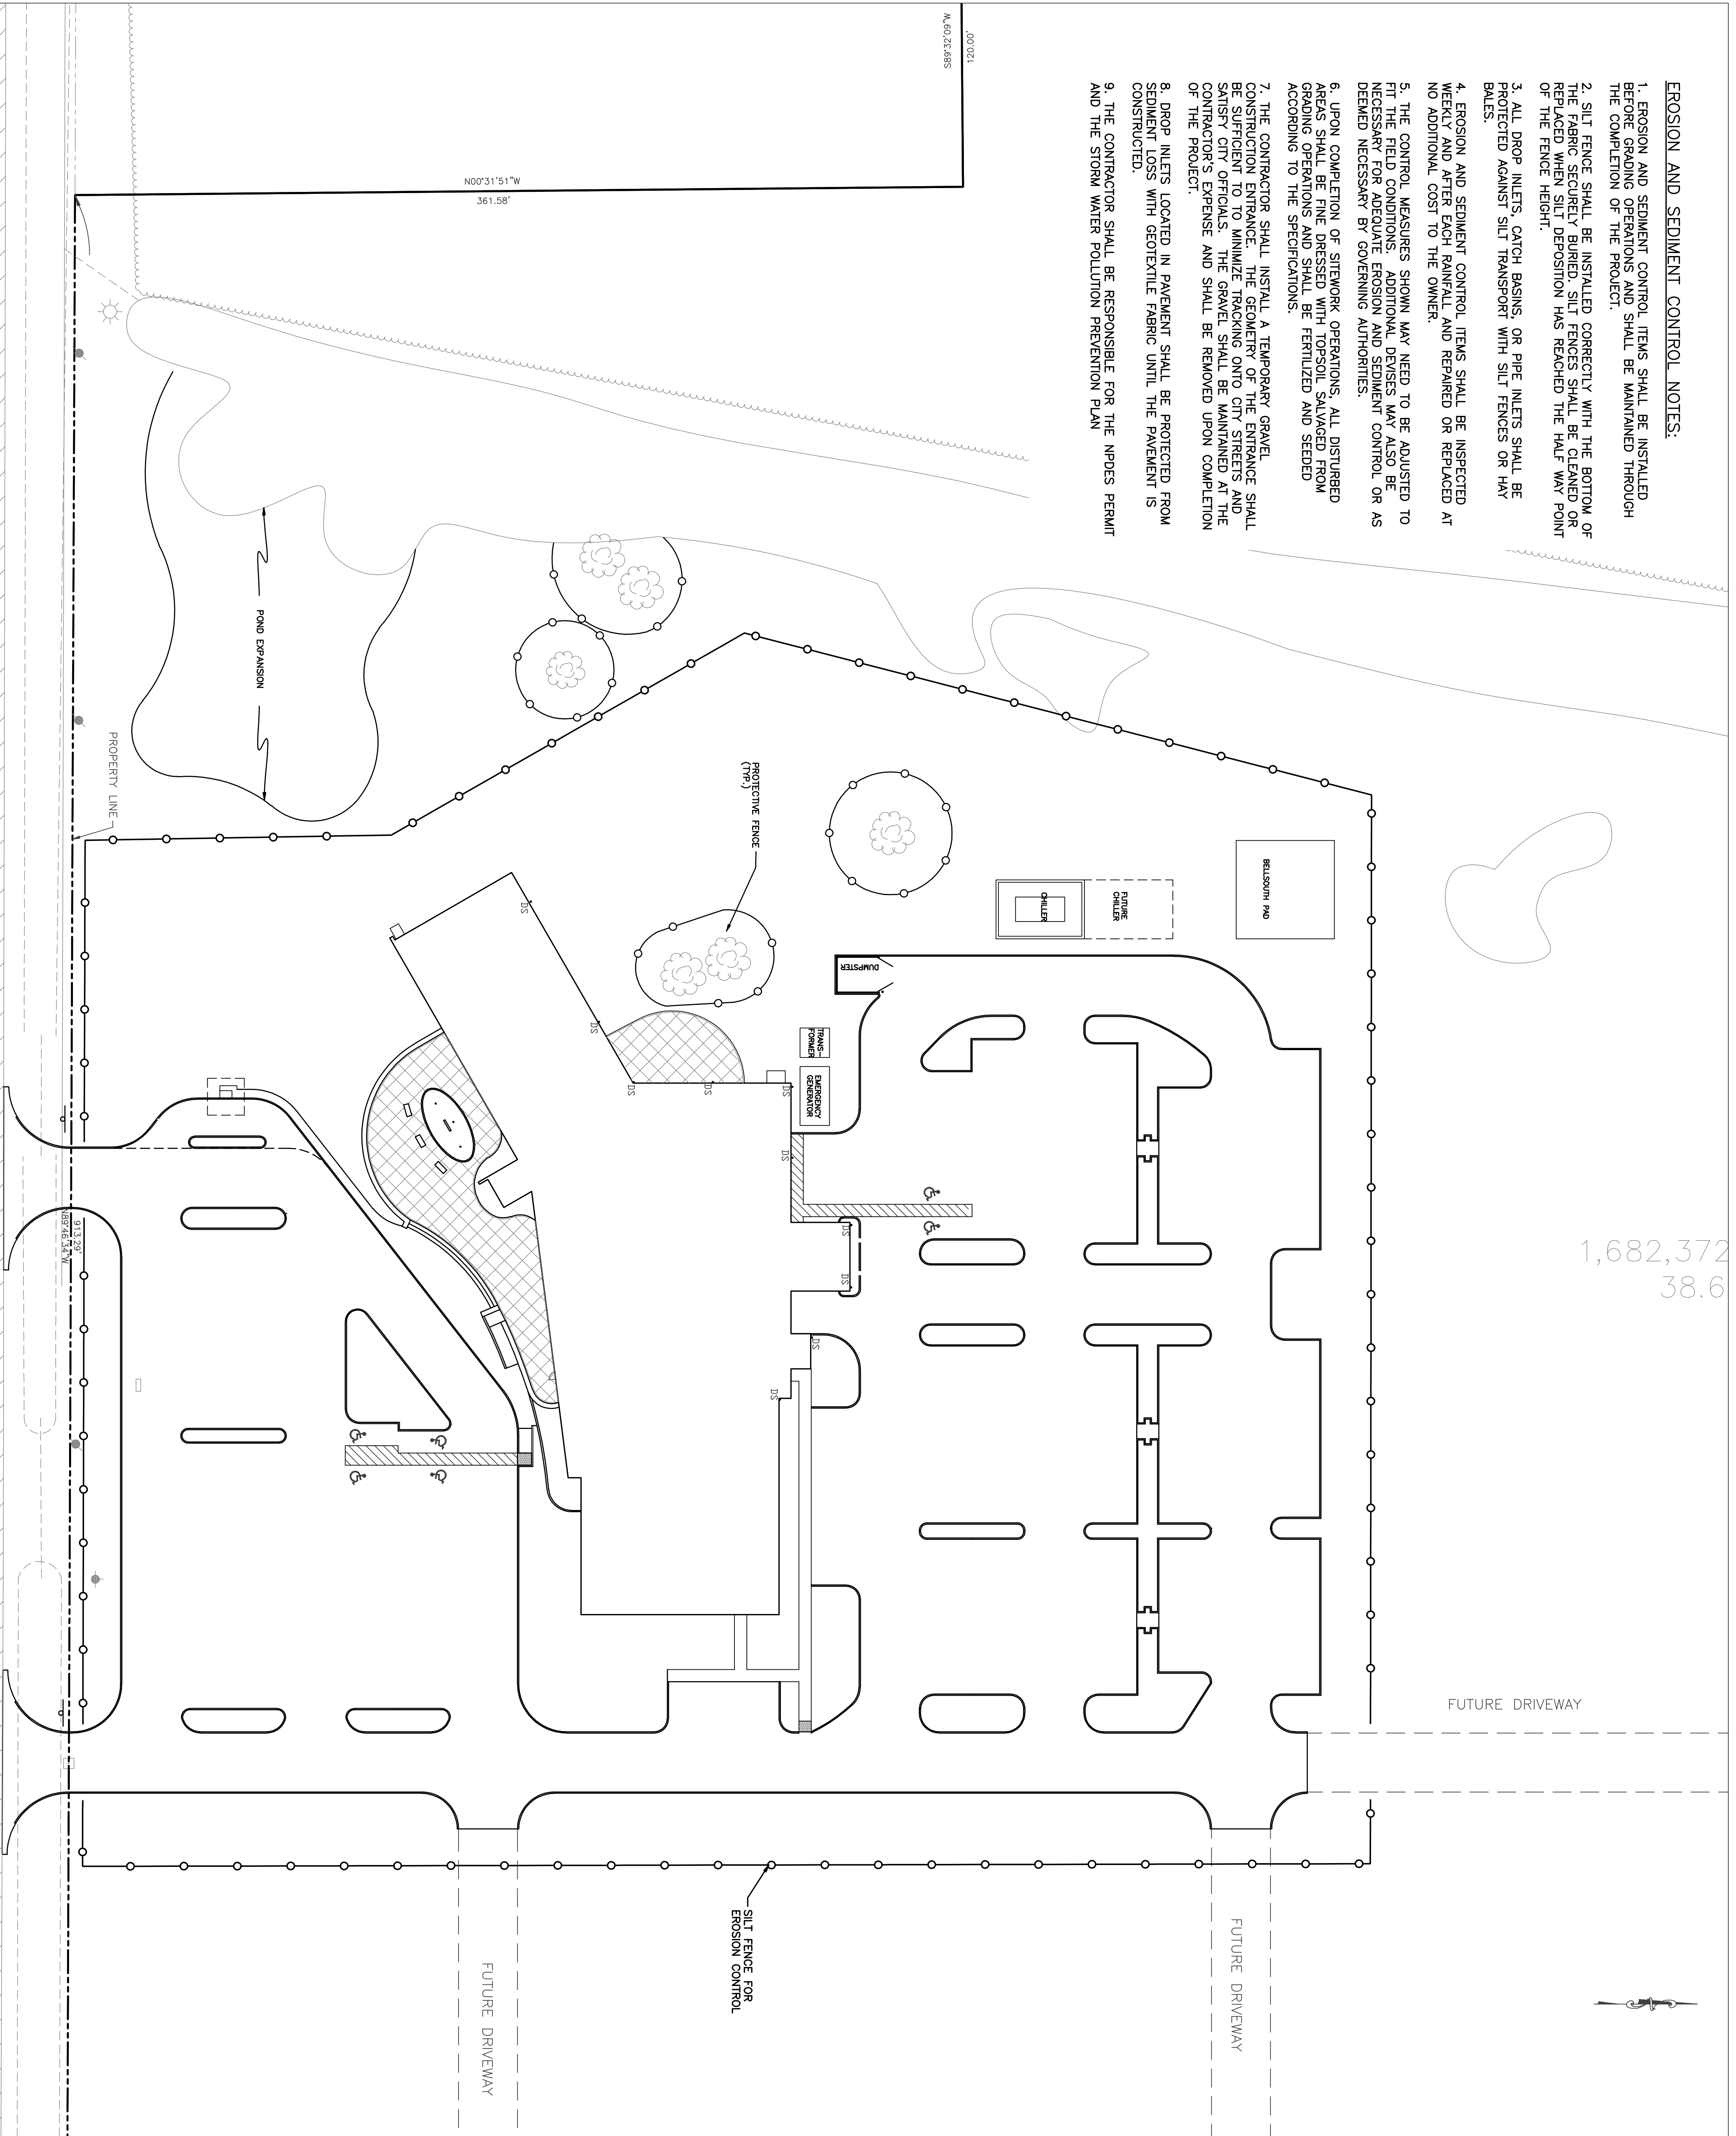 EROSION AND SEDIMENT CONTROL NOTES:
1. EROSION AND SEDIMENT CONTROL ITEMS SHALL BE INSTALLED
BEFORE GRADING OPERATIONS AND SHALL BE MAINTAINED THROUGH
THE COMPLETION OF THE PROJECT.
2. SILT FENCE SHALL BE INSTALLED CORRECTLY WITH THE BOTTOM OF
THE FABRIC SECURELY BURIED. SILT FENCES SHALL BE CLEANED OR
REPLACED WHEN SILT DEPOSITION HAS REACHED THE HALF WAY POINT
OF THE FENCE HEIGHT.
3. ALL DROP INLETS, CATCH BASINS, OR PIPE INLETS SHALL BE
PROTECTED AGAINST SILT TRANSPORT WITH SILT FENCES OR HAY
BALES.
4. EROSION AND SEDIMENT CONTROL ITEMS SHALL BE INSPECTED
WEEKLY AND AFTER EACH RAINFALL AND REPAIRED OR REPLACED AT
NO ADDITIONAL COST TO THE OWNER.
5. THE CONTROL MEASURES SHOWN MAY NEED TO BE ADJUSTED TO
FIT THE FIELD CONDITIONS. ADDITIONAL DEVISES MAY ALSO BE
NECESSARY FOR ADEQUATE EROSION AND SEDIMENT CONTROL OR AS
DEEMED NECESSARY BY GOVERNING AUTHORITIES.
6. UPON COMPLETION OF SITEWORK OPERATIONS, ALL DISTURBED
AREAS SHALL BE FINE DRESSED WITH TOPSOIL SALVAGED FROM
GRADING OPERATIONS AND SHALL BE FERTILIZED AND SEEDED
ACCORDING TO THE SPECIFICATIONS.
7. THE CONTRACTOR SHALL INSTALL A TEMPORARY GRAVEL
CONSTRUCTION ENTRANCE. THE GEOMETRY OF THE ENTRANCE SHALL
BE SUFFICIENT TO TO MINIMIZE TRACKING ONTO CITY STREETS AND
SATISFY CITY OFFICIALS. THE GRAVEL SHALL BE MAINTAINED AT THE
CONTRACTOR'S EXPENSE AND SHALL BE REMOVED UPON COMPLETION
OF THE PROJECT.
8. DROP INLETS LOCATED IN PAVEMENT SHALL BE PROTECTED FROM
SEDIMENT LOSS WITH GEOTEXTILE FABRIC UNTIL THE PAVEMENT IS
CONSTRUCTED.
9. THE CONTRACTOR SHALL BE RESPONSIBLE FOR THE NPDES PERMIT
AND THE STORM WATER POLLUTION PREVENTION PLAN
120.00'
S89°32'09"W
N00°31'51"W
361.58'
POND EXPANSION
PROPERTY LINE
PROTECTIVE FENCE
(TYP.)
BELLSOUTH PAD
FUTURE
CHILLER
CHILLER
DUMPSTER
TRANS-
FORMER
EMERGENCY
GENERATOR
DS
DS
DS
DS
DS
DS
DS
DS
DS
DS
913.29'
N89°46'34"W
1,682,372
38.6
FUTURE DRIVEWAY
FUTURE DRIVEWAY
FUTURE DRIVEWAY
SILT FENCE FOR
EROSION CONTROL